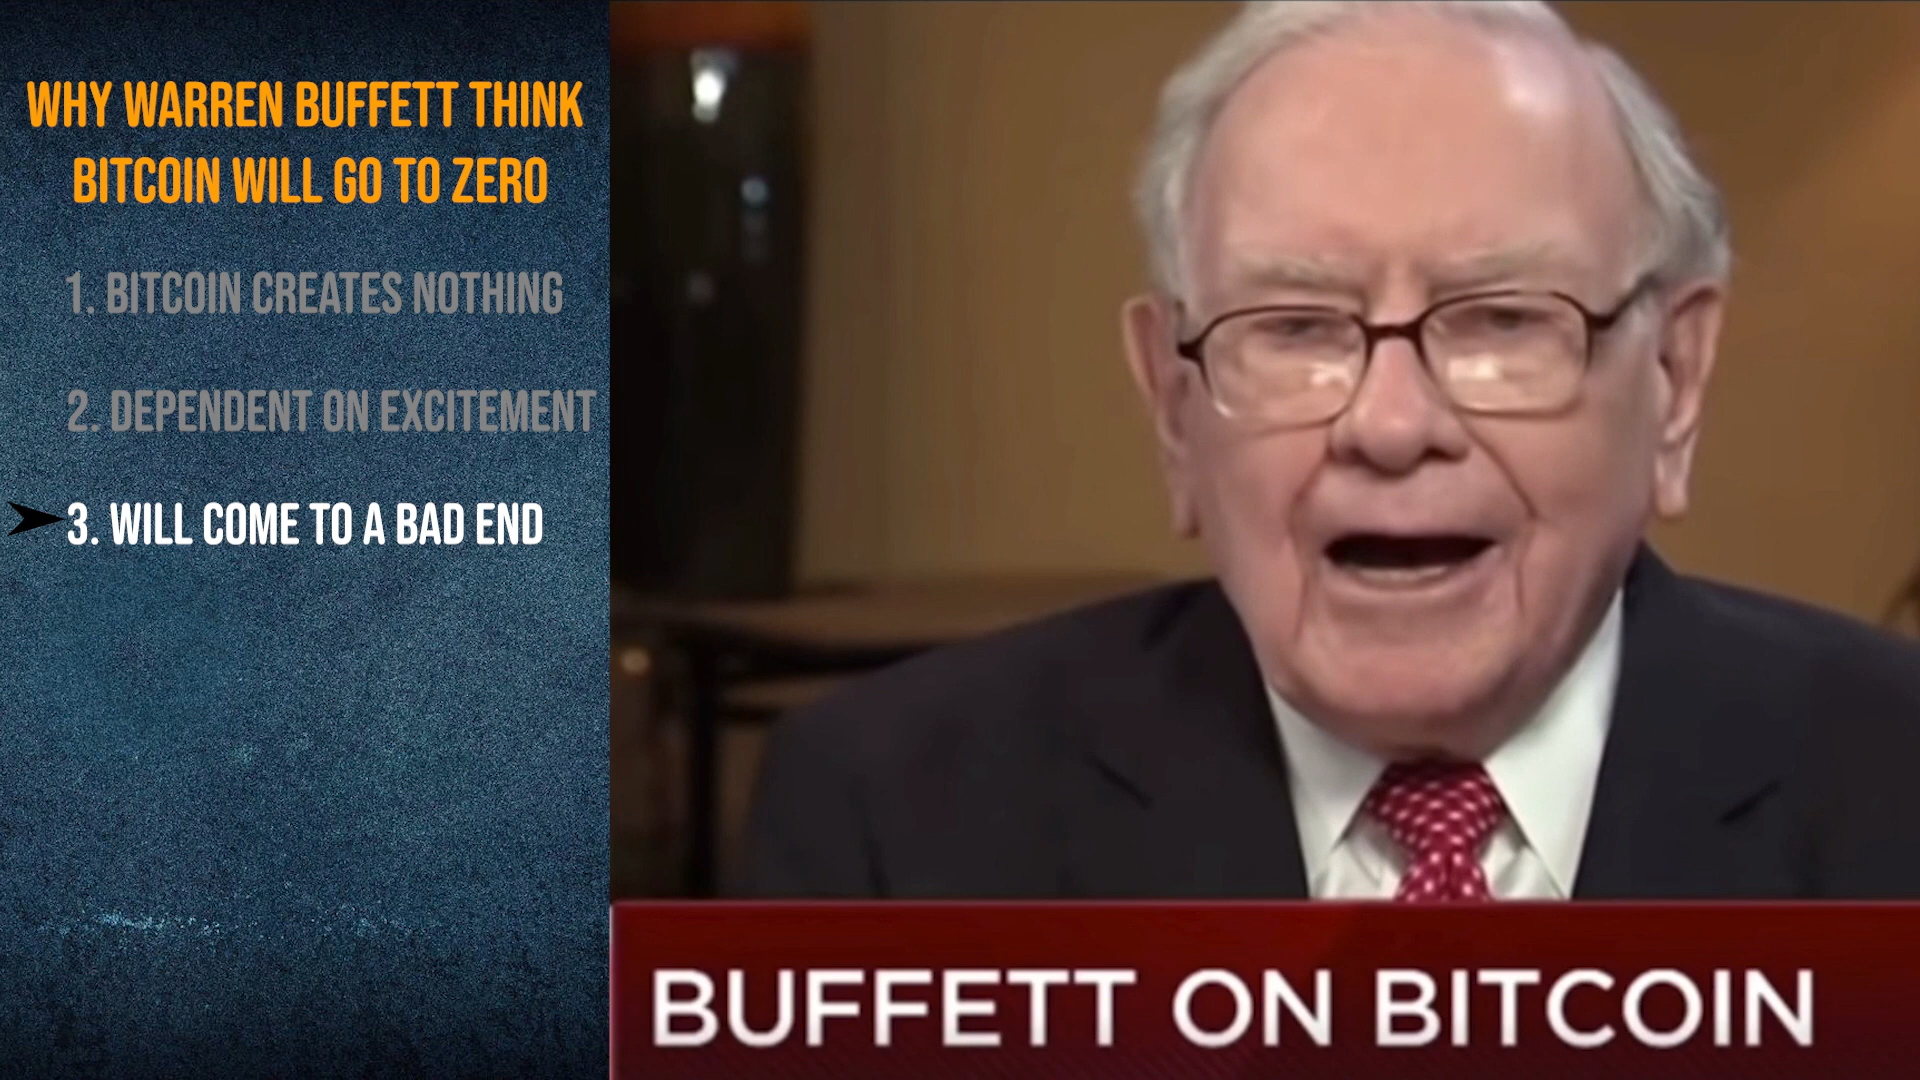 WHY WARREN BUFFETT THINK
BITCOIN WILL GO TO ZERO
1. BITCOIN CREATES NOTHING
2. DEPENDENT ON EXCITEMENT
3. WILL COME TO A BAD END
BUFFETT ON BITCOIN